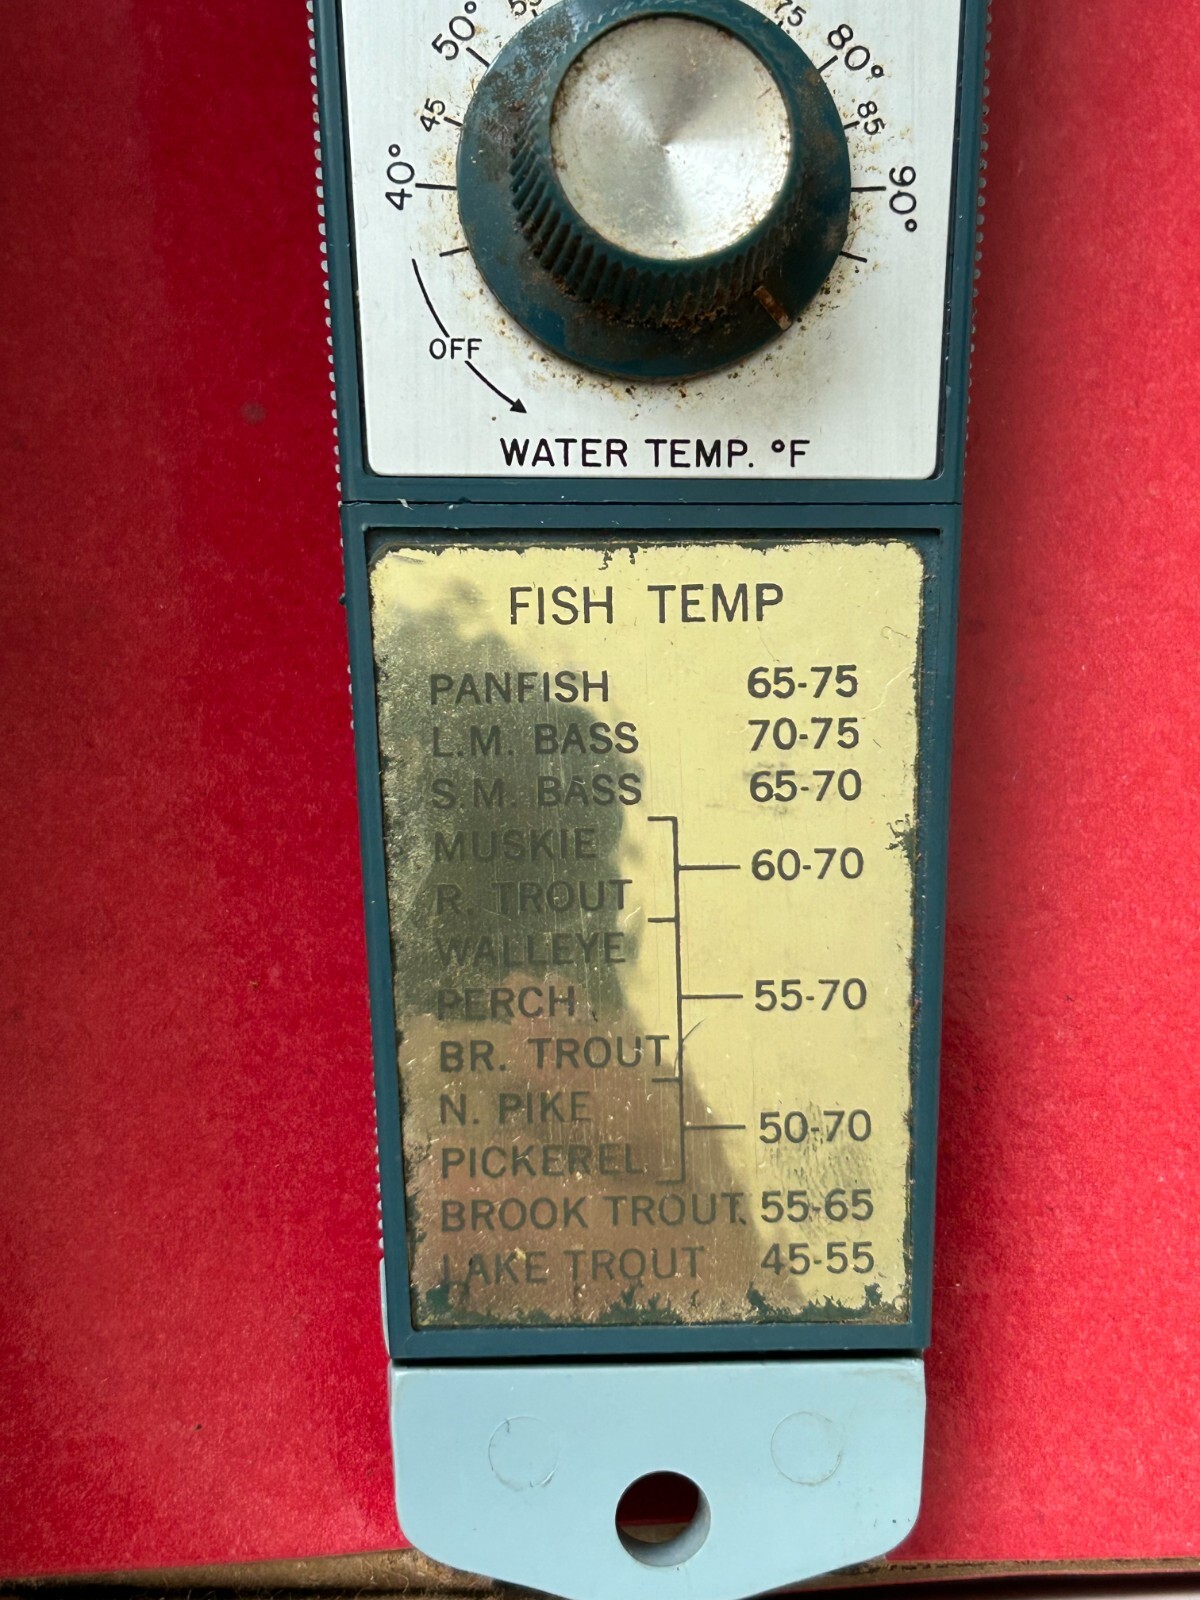 40°
45
50°
55
75
80°
85
90°
OFF
WATER TEMP. °F
FISH TEMP
PANFISH 65-75
L.M. BASS 70-75
S.M. BASS 65-70
MUSKIE
60-70
R. TROUT
WALLEYE
PERCH 55-70
BR. TROUT
N. PIKE
50-70
PICKEREL
BROOK TROUT. 55-65
LAKE TROUT 45-55